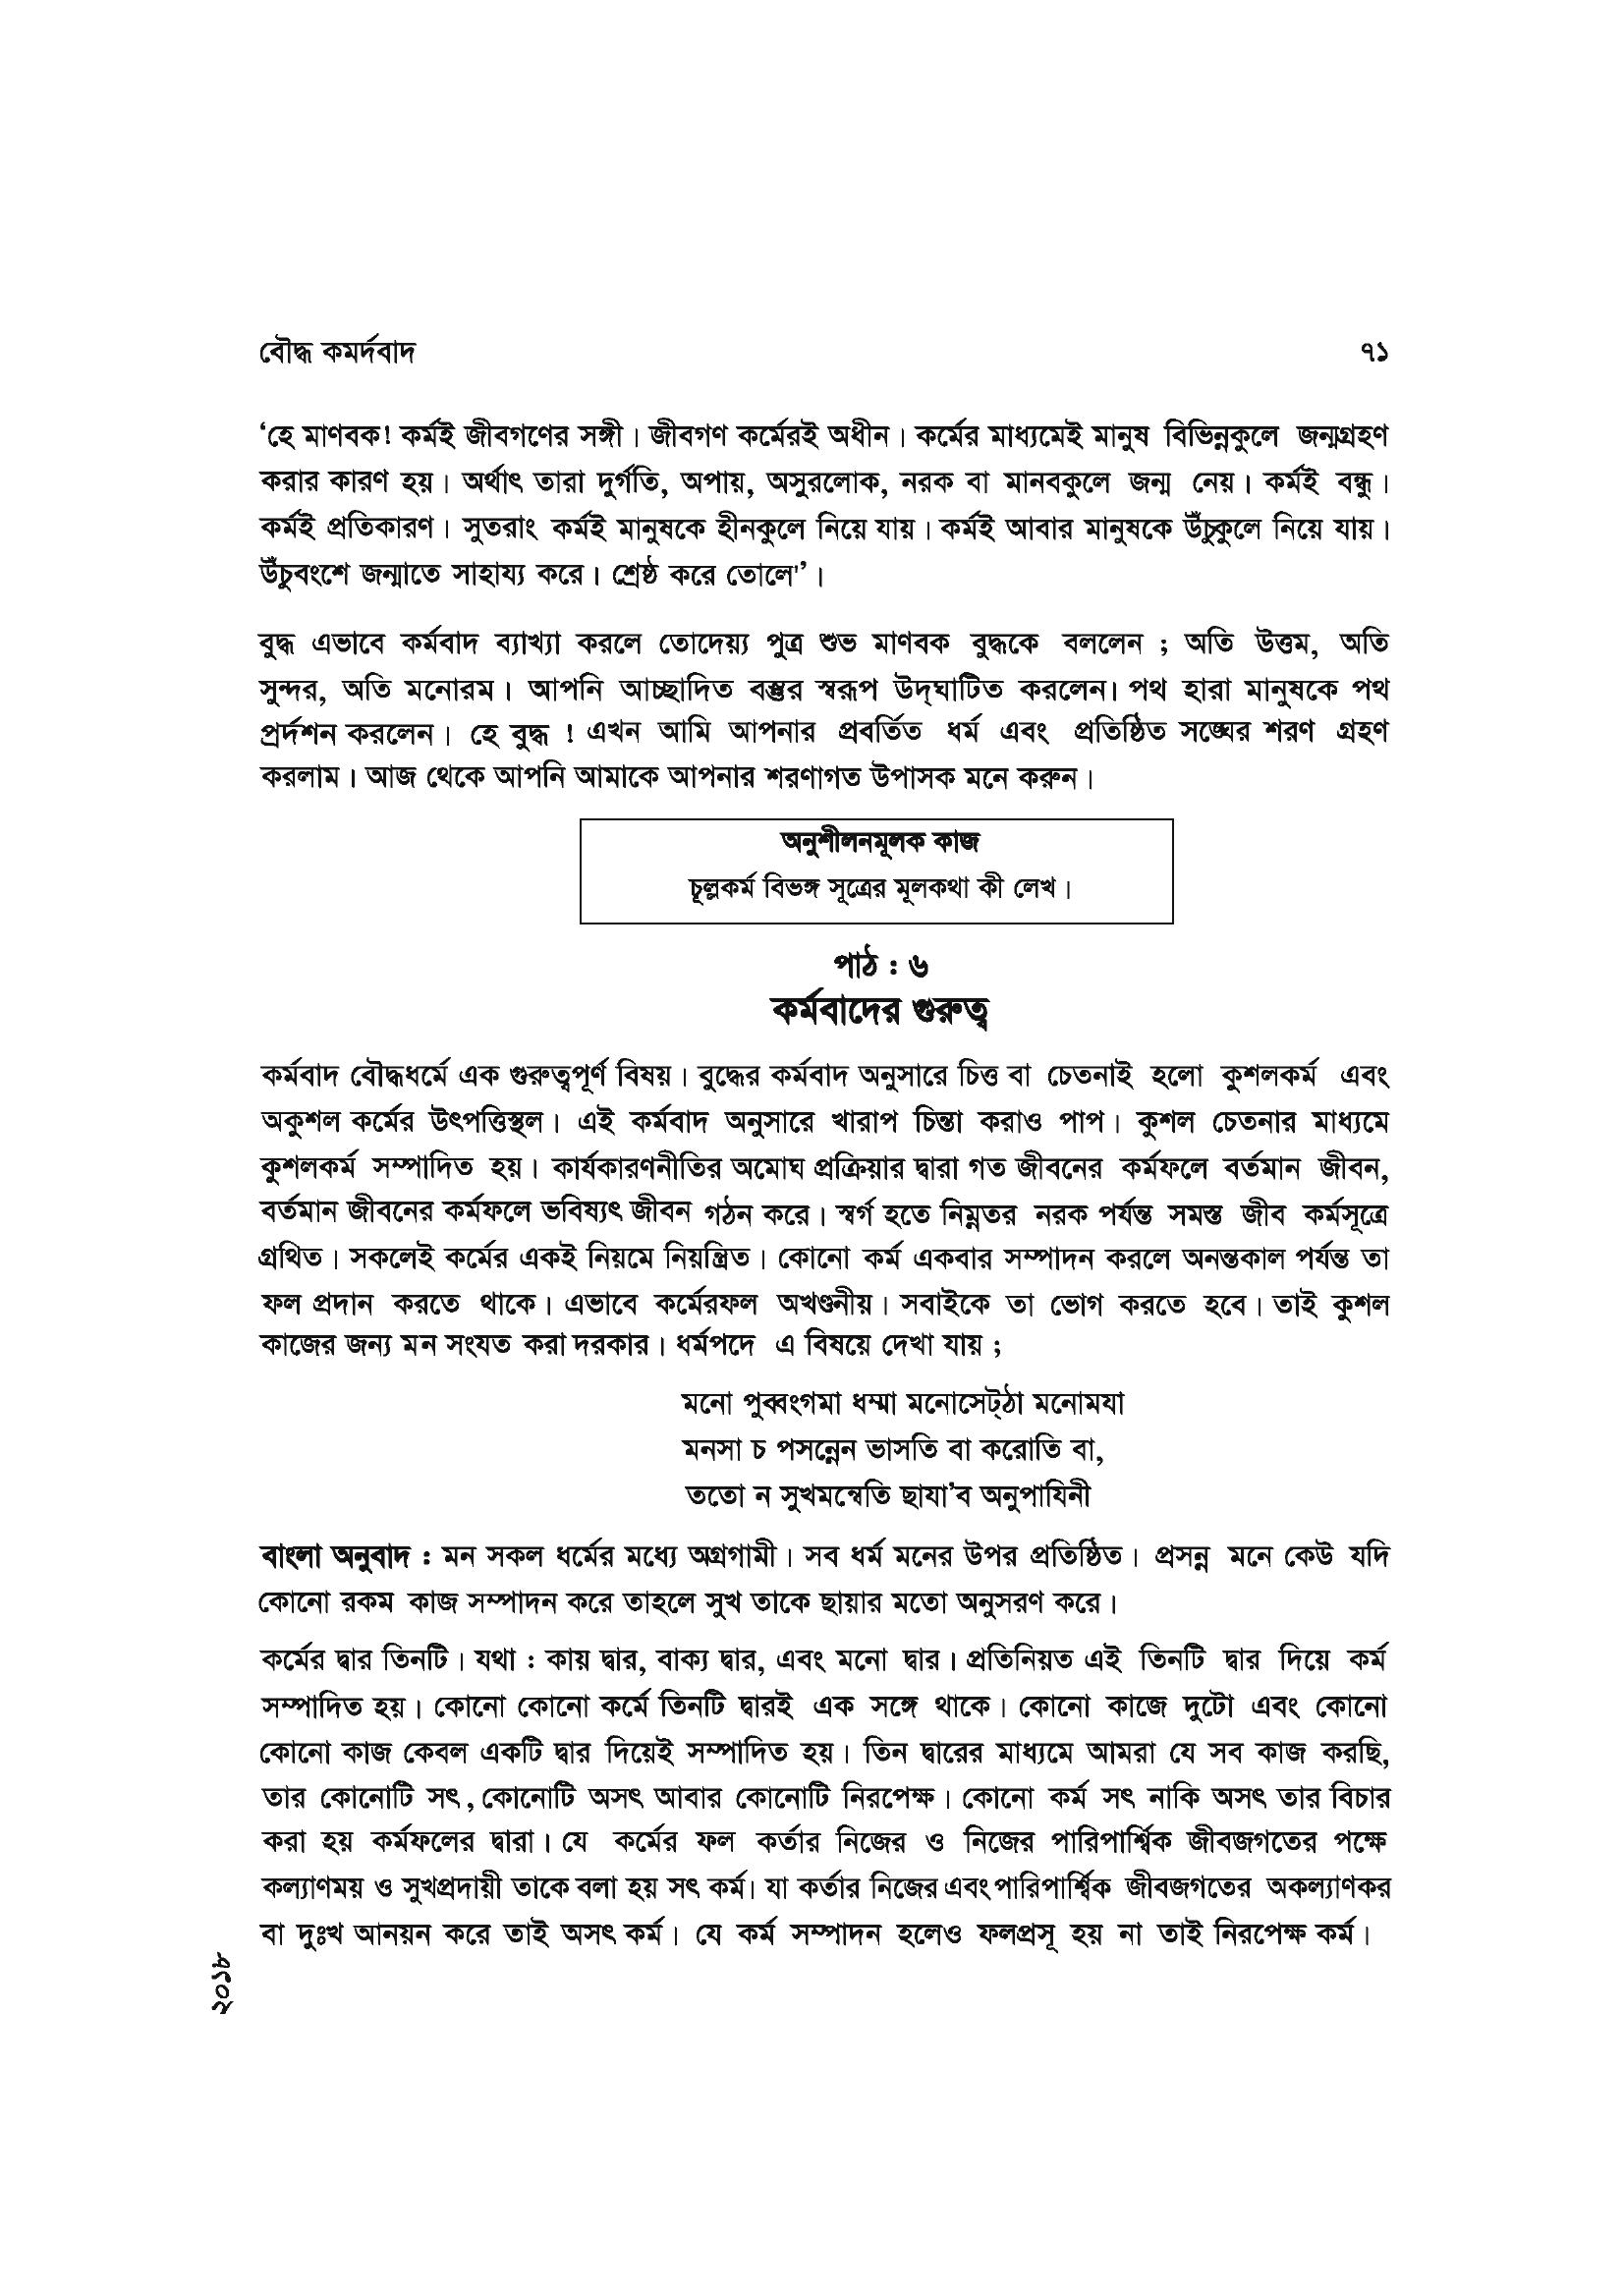 বৌদ্ধ কমর্দবাদ ৭১
‘হে মাণবক! কর্মই জীবগণের সঙ্গী। জীবগণ কর্মেরই অধীন। কর্মের মাধ্যমেই মানুষ বিভিন্নকুলে জন্মগ্রহণ
করার কারণ হয়। অর্থাৎ তারা দুর্গতি, অপায়, অসুরলোক, নরক বা মানবকুলে জন্ম নেয়। কর্মই বন্ধু।
কর্মই প্রতিকারণ। সুতরাং কর্মই মানুষকে হীনকুলে নিয়ে যায়। কর্মই আবার মানুষকে উঁচুকুলে নিয়ে যায়।
উঁচুবংশে জন্মাতে সাহায্য করে। শ্রেষ্ঠ করে তোলে'’।
বুদ্ধ এভাবে কর্মবাদ ব্যাখ্যা করলে তোদেয়্য পুত্র শুভ মাণবক বুদ্ধকে বললেন ; অতি উত্তম, অতি
সুন্দর, অতি মনোরম। আপনি আচ্ছাদিত বস্তুর স্বরূপ উদ্‌ঘাটিত করলেন। পথ হারা মানুষকে পথ
প্রর্দশন করলেন। হে বুদ্ধ ! এখন আমি আপনার প্রবর্তিত ধর্ম এবং প্রতিষ্ঠিত সঙ্ঘের শরণ গ্রহণ
করলাম। আজ থেকে আপনি আমাকে আপনার শরণাগত উপাসক মনে করুন।
অনুশীলনমূলক কাজ
চূল্লকর্ম বিভঙ্গ সূত্রের মূলকথা কী লেখ।
পাঠ : ৬
কর্মবাদের গুরুত্ব
কর্মবাদ বৌদ্ধধর্মে এক গুরুত্বপূর্ণ বিষয়। বুদ্ধের কর্মবাদ অনুসারে চিত্ত বা চেতনাই হলো কুশলকর্ম এবং
অকুশল কর্মের উৎপত্তিস্থল। এই কর্মবাদ অনুসারে খারাপ চিন্তা করাও পাপ। কুশল চেতনার মাধ্যমে
কুশলকর্ম সম্পাদিত হয়। কার্যকারণনীতির অমোঘ প্রক্রিয়ার দ্বারা গত জীবনের কর্মফলে বর্তমান জীবন,
বর্তমান জীবনের কর্মফলে ভবিষ্যৎ জীবন গঠন করে। স্বর্গ হতে নিম্নতর নরক পর্যন্ত সমস্ত জীব কর্মসূত্রে
গ্রথিত। সকলেই কর্মের একই নিয়মে নিয়ন্ত্রিত। কোনো কর্ম একবার সম্পাদন করলে অনন্তকাল পর্যন্ত তা
ফল প্রদান করতে থাকে। এভাবে কর্মেরফল অখণ্ডনীয়। সবাইকে তা ভোগ করতে হবে। তাই কুশল
কাজের জন্য মন সংযত করা দরকার। ধর্মপদে এ বিষয়ে দেখা যায় ;
মনো পুব্বংগমা ধম্মা মনোসেট্‌ঠা মনোমযা
মনসা চ পসন্নেন ভাসতি বা করোতি বা,
ততো ন সুখমন্বেতি ছাযা’ব অনুপাযিনী
বাংলা অনুবাদ : মন সকল ধর্মের মধ্যে অগ্রগামী। সব ধর্ম মনের উপর প্রতিষ্ঠিত। প্রসন্ন মনে কেউ যদি
কোনো রকম কাজ সম্পাদন করে তাহলে সুখ তাকে ছায়ার মতো অনুসরণ করে।
কর্মের দ্বার তিনটি। যথা : কায় দ্বার, বাক্য দ্বার, এবং মনো দ্বার। প্রতিনিয়ত এই তিনটি দ্বার দিয়ে কর্ম
সম্পাদিত হয়। কোনো কোনো কর্মে তিনটি দ্বারই এক সঙ্গে থাকে। কোনো কাজে দুটো এবং কোনো
কোনো কাজ কেবল একটি দ্বার দিয়েই সম্পাদিত হয়। তিন দ্বারের মাধ্যমে আমরা যে সব কাজ করছি,
তার কোনোটি সৎ, কোনোটি অসৎ আবার কোনোটি নিরপেক্ষ। কোনো কর্ম সৎ নাকি অসৎ তার বিচার
করা হয় কর্মফলের দ্বারা। যে কর্মের ফল কর্তার নিজের ও নিজের পারিপার্শ্বিক জীবজগতের পক্ষে
কল্যাণময় ও সুখপ্রদায়ী তাকে বলা হয় সৎ কর্ম। যা কর্তার নিজের এবং পারিপার্শ্বিক জীবজগতের অকল্যাণকর
বা দুঃখ আনয়ন করে তাই অসৎ কর্ম। যে কর্ম সম্পাদন হলেও ফলপ্রসূ হয় না তাই নিরপেক্ষ কর্ম।
২০১৮